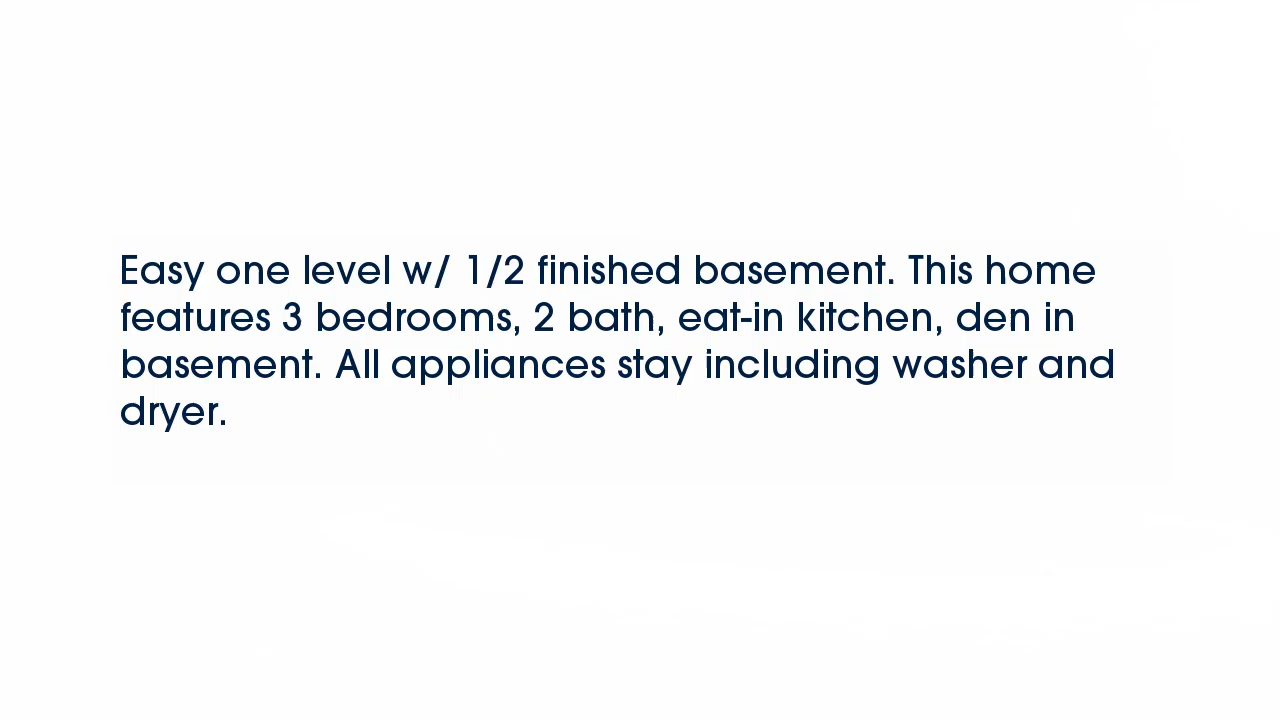 Easy one level w/ 1/2 finished basement. This home
features 3 bedrooms, 2 bath, eat-in kitchen, den in
basement. All appliances stay including washer and
dryer.